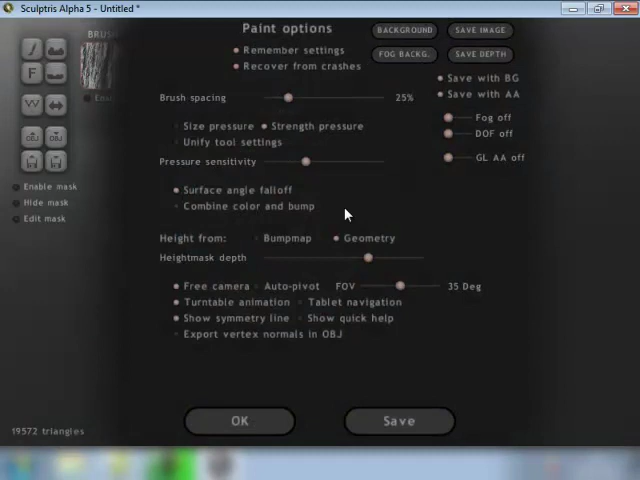 Sculptris Alpha 5 - Untitled *
Paint options
BACKGROUND
SAVE IMAGE
Remember settings
Recover from crashes
FOG BACKG.
SAVE DEPTH
Save with BG
Save with AA
Brush spacing
25%
Fog off
Size pressure
Strength pressure
DOF off
Unify tool settings
Pressure sensitivity
GL AA off
Enable mask
Surface angle falloff
Hide mask
Combine color and bump
Edit mask
Height from:
Bumpmap
Geometry
Heightmask depth
Free camera
Auto-pivot
FOV
35 Deg
Turntable animation
Tablet navigation
Show symmetry line
Show quick help
Export vertex normals in OBJ
OK
Save
19572 triangles
F
OBJ
OBJ